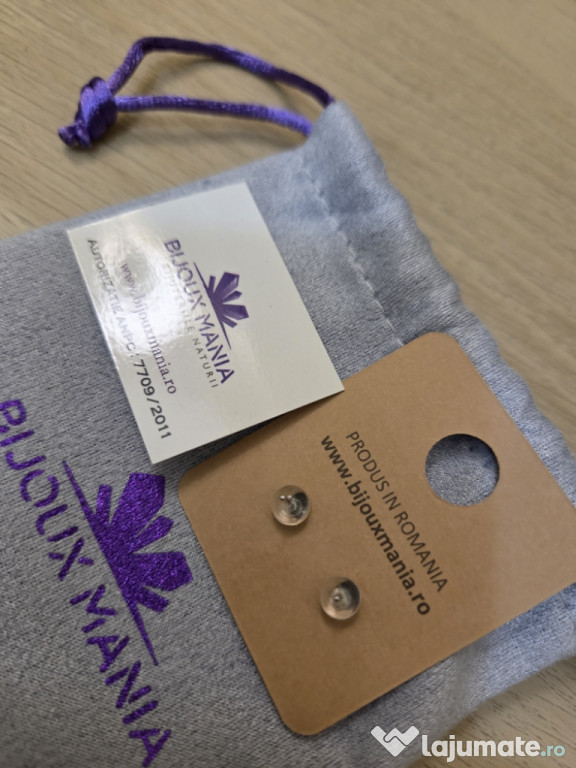 BIJOUX MANIA
NATURII
www.bijouxmania.ro
AUTORIZATIE ANPC: 7709/2011
BIJOUX MANIA
PRODUS IN ROMANIA
www.bijouxmania.ro
lajumate.ro